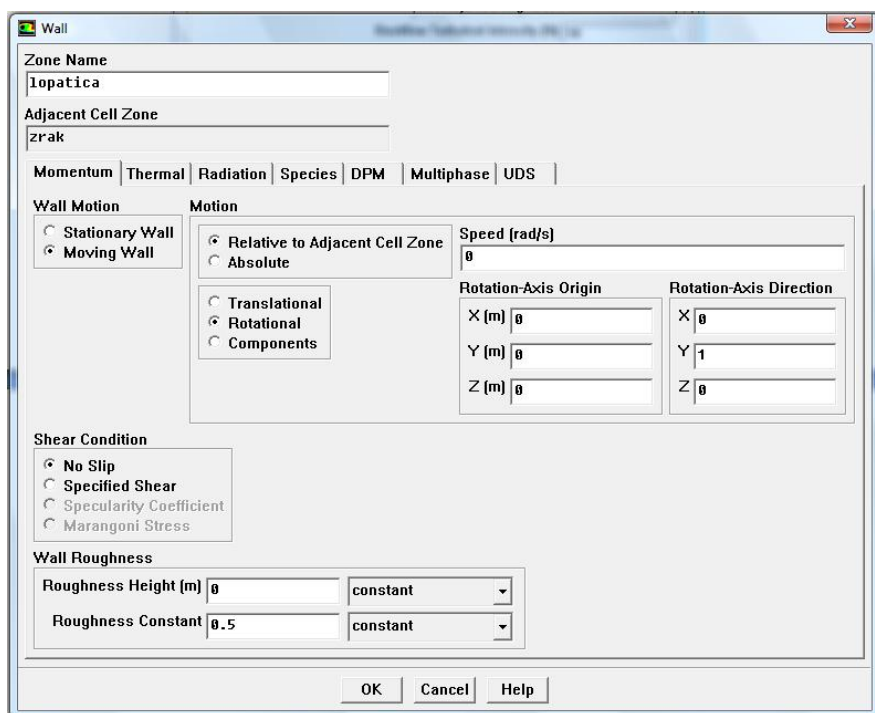 Wall
Zone Name
lopatica
Adjacent Cell Zone
zrak
Momentum Thermal Radiation Species DPM Multiphase UDS
Wall Motion
Stationary Wall
Moving Wall
Motion
Relative to Adjacent Cell Zone
Absolute
Translational
Rotational
Components
Speed (rad/s)
0
Rotation-Axis Origin
X (m) 0
Y (m) 0
Z (m) 0
Rotation-Axis Direction
X 0
Y 1
Z 0
Shear Condition
No Slip
Specified Shear
Specularity Coefficient
Marangoni Stress
Wall Roughness
Roughness Height (m) 0 constant
Roughness Constant 0.5 constant
OK Cancel Help